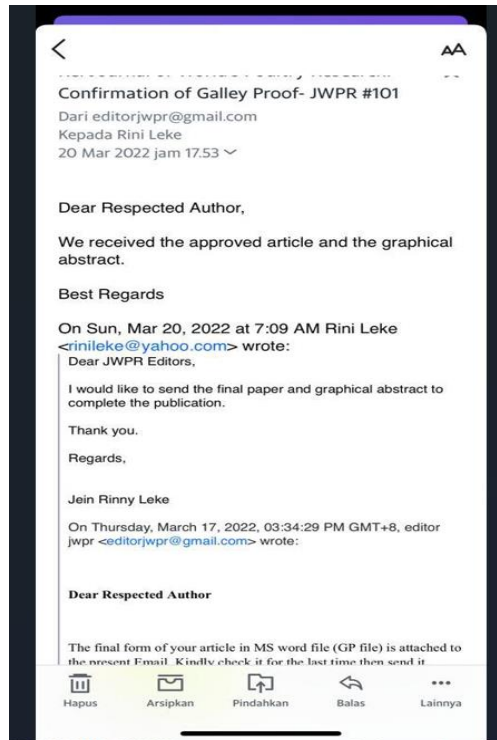 AA
Confirmation of Galley Proof- JWPR #101
Dari editorjwpr@gmail.com
Kepada Rini Leke
20 Mar 2022 jam 17.53
Dear Respected Author,
We received the approved article and the graphical
abstract.
Best Regards
On Sun, Mar 20, 2022 at 7:09 AM Rini Leke
<rinileke@yahoo.com> wrote:
Dear JWPR Editors,
I would like to send the final paper and graphical abstract to
complete the publication.
Thank you.
Regards,
Jein Rinny Leke
On Thursday, March 17, 2022, 03:34:29 PM GMT+8, editor
jwpr <editorjwpr@gmail.com> wrote:
Dear Respected Author
The final form of your article in MS word file (GP file) is attached to
the present Email. Kindly check it for the last time then send it
Hapus Arsipkan Pindahkan Balas Lainnya